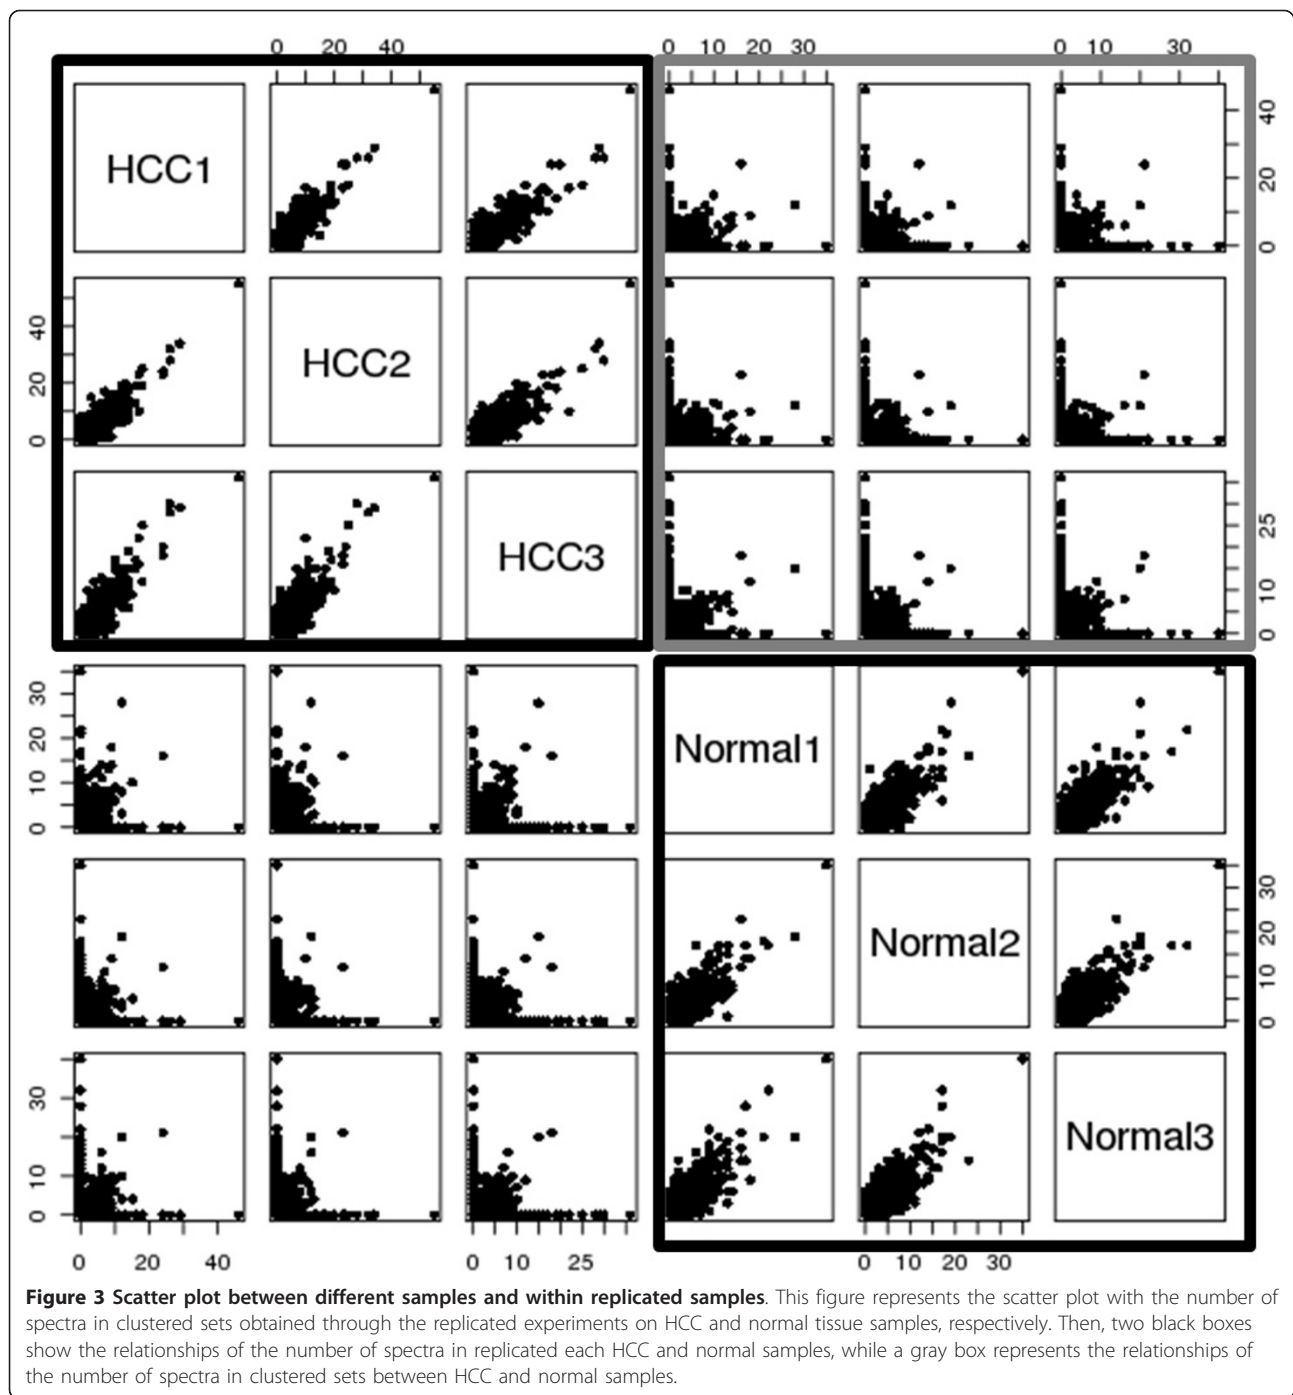 0 20 40 0 10 20 30 0 10 30
HCC1
0 20 40
HCC2
0 20 40
HCC3
0 10 25
Normal1
0 10 20 30
Normal2
0 10 20 30
Normal3
0 10 30
0 20 40 0 10 25 0 10 20 30
Figure 3 Scatter plot between different samples and within replicated samples. This figure represents the scatter plot with the number of
spectra in clustered sets obtained through the replicated experiments on HCC and normal tissue samples, respectively. Then, two black boxes
show the relationships of the number of spectra in replicated each HCC and normal samples, while a gray box represents the relationships of
the number of spectra in clustered sets between HCC and normal samples.